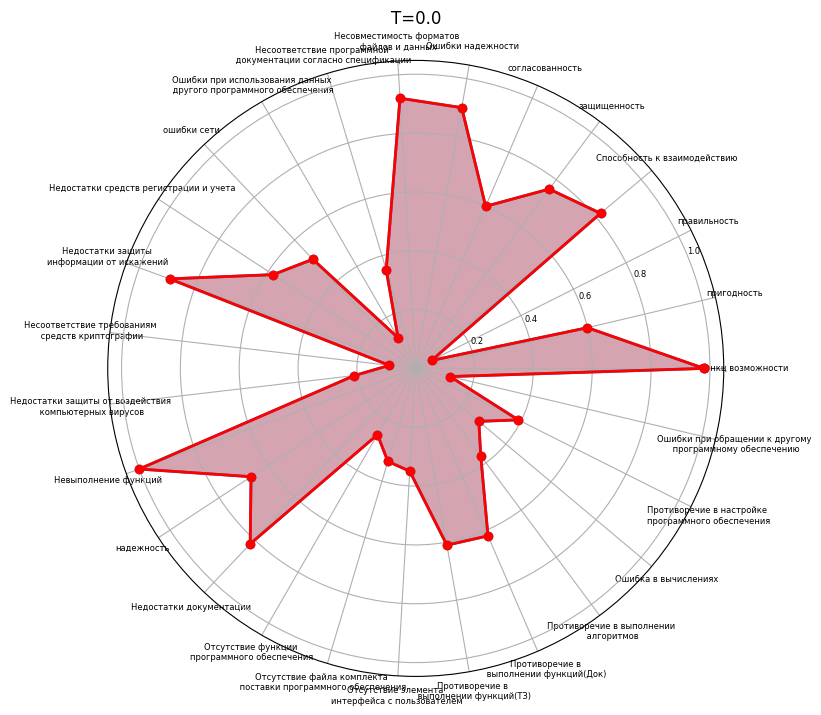 T=0.0
Несовместимость форматов
файлов и данных
Ошибки надежности
Несоответствие программной
документации согласно спецификации
согласованность
Ошибки при использования данных
другого программного обеспечения
защищенность
ошибки сети
Способность к взаимодействию
Недостатки средств регистрации и учета
правильность
Недостатки защиты
информации от искажений
1.0
0.8
0.6
0.4
0.2
пригодность
Несоответствие требованиям
средств криптографии
нкц возможности
Недостатки защиты от воздействия
компьютерных вирусов
Ошибки при обращении к другому
программному обеспечению
Невыполнение функций
Противоречие в настройке
программного обеспечения
надежность
Ошибка в вычислениях
Недостатки документации
Противоречие в выполнении
алгоритмов
Отсутствие функции
программного обеспечения
Противоречие в
выполнении функций(Док)
Отсутствие файла комплекта
поставки программного обеспечения
Отсутствие элемента
интерфейса с пользователем
Противоречие в
выполнении функций(ТЗ)